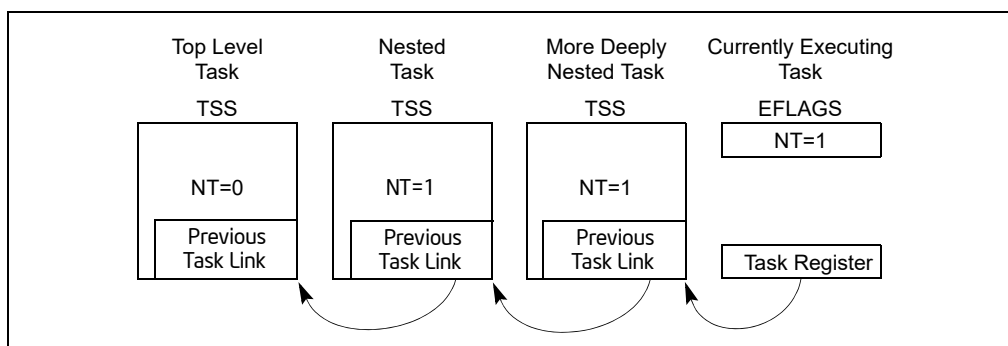 Top Level
Task
TSS
NT=0
Previous
Task Link
Nested
Task
TSS
NT=1
Previous
Task Link
More Deeply
Nested Task
TSS
NT=1
Previous
Task Link
Currently Executing
Task
EFLAGS
NT=1
Task Register